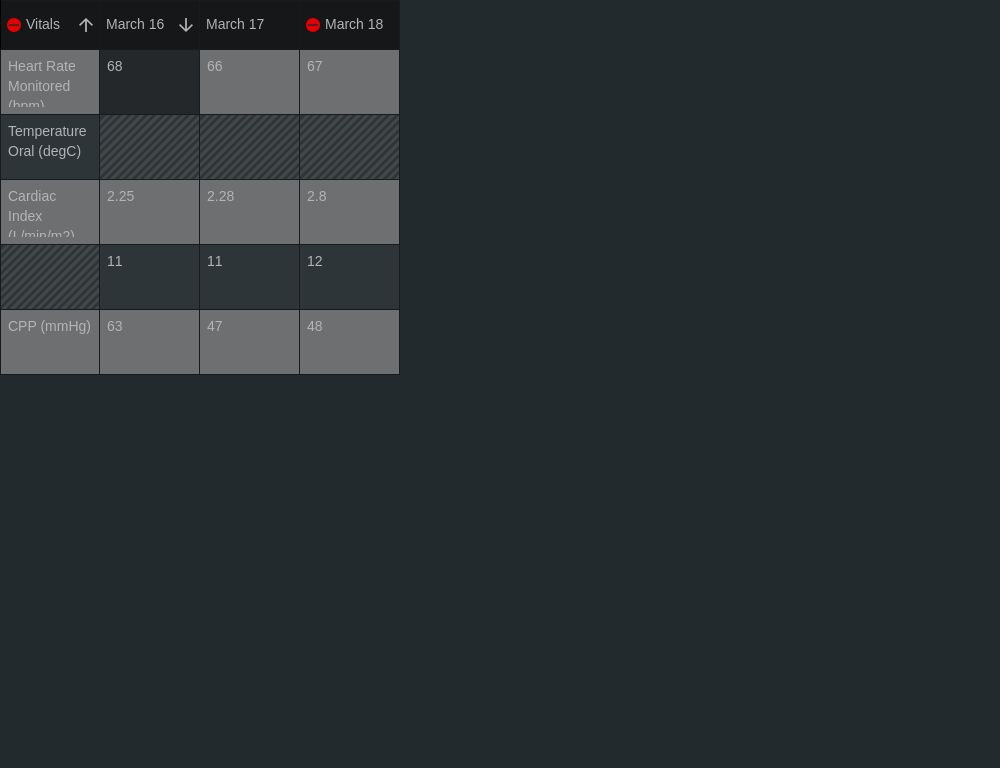 Vitals March 16 March 17 March 18
Heart Rate 68 66 67
Monitored
(bpm)
Temperature
Oral (degC)
Cardiac 2.25 2.28 2.8
Index
(L/min/m2)
11 11 12
CPP (mmHg) 63 47 48